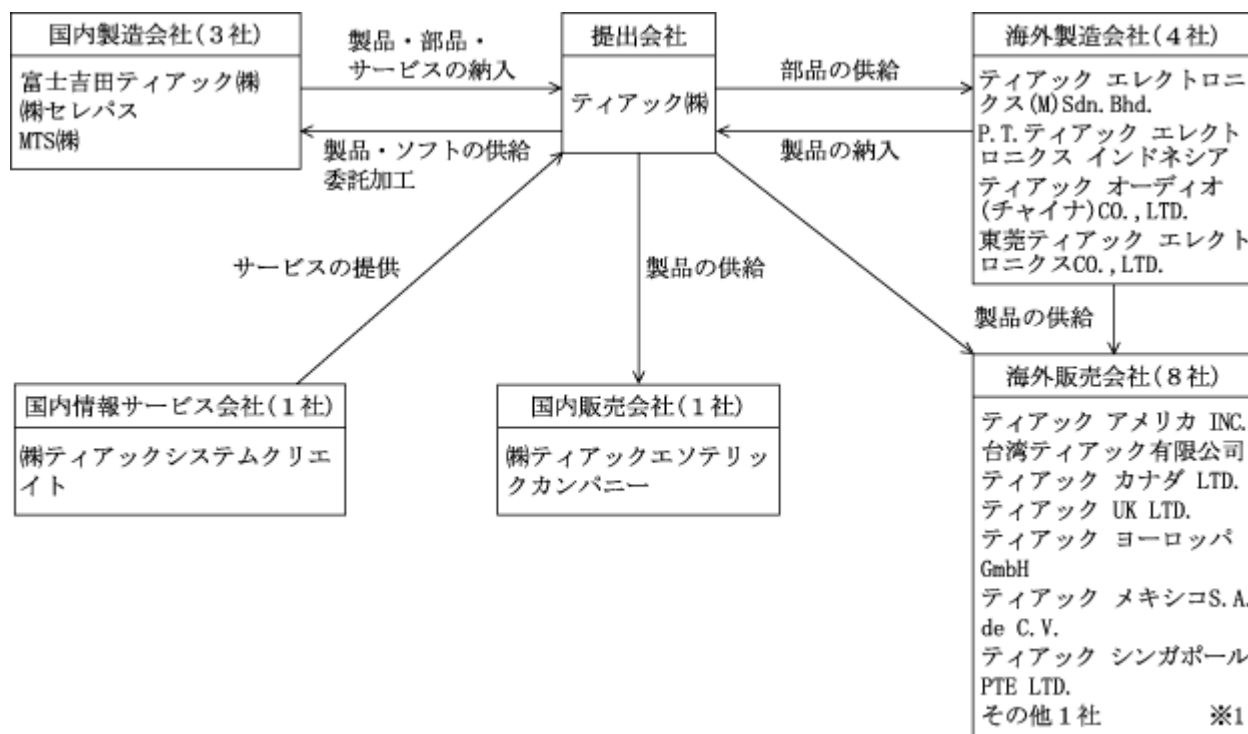 国内製造会社(3社)
富士吉田ティアック㈱
㈱セレパス
MTS㈱
製品・部品・
サービスの納入
製品・ソフトの供給
委託加工
提出会社
ティアック㈱
部品の供給
製品の納入
海外製造会社(4社)
ティアック エレクトロニ
クス(M)Sdn.Bhd.
P.T.ティアック エレクト
ロニクス インドネシア
ティアック オーディオ
(チャイナ)CO.,LTD.
東莞ティアック エレクト
ロニクスCO.,LTD.
サービスの提供
製品の供給
製品の供給
国内情報サービス会社(1社)
㈱ティアックシステムクリエ
イト
国内販売会社(1社)
㈱ティアックエソテリッ
クカンパニー
海外販売会社(8社)
ティアック アメリカ INC.
台湾ティアック有限公司
ティアック カナダ LTD.
ティアック UK LTD.
ティアック ヨーロッパ
GmbH
ティアック メキシコS.A.
de C.V.
ティアック シンガポール
PTE LTD.
その他1社 ※1